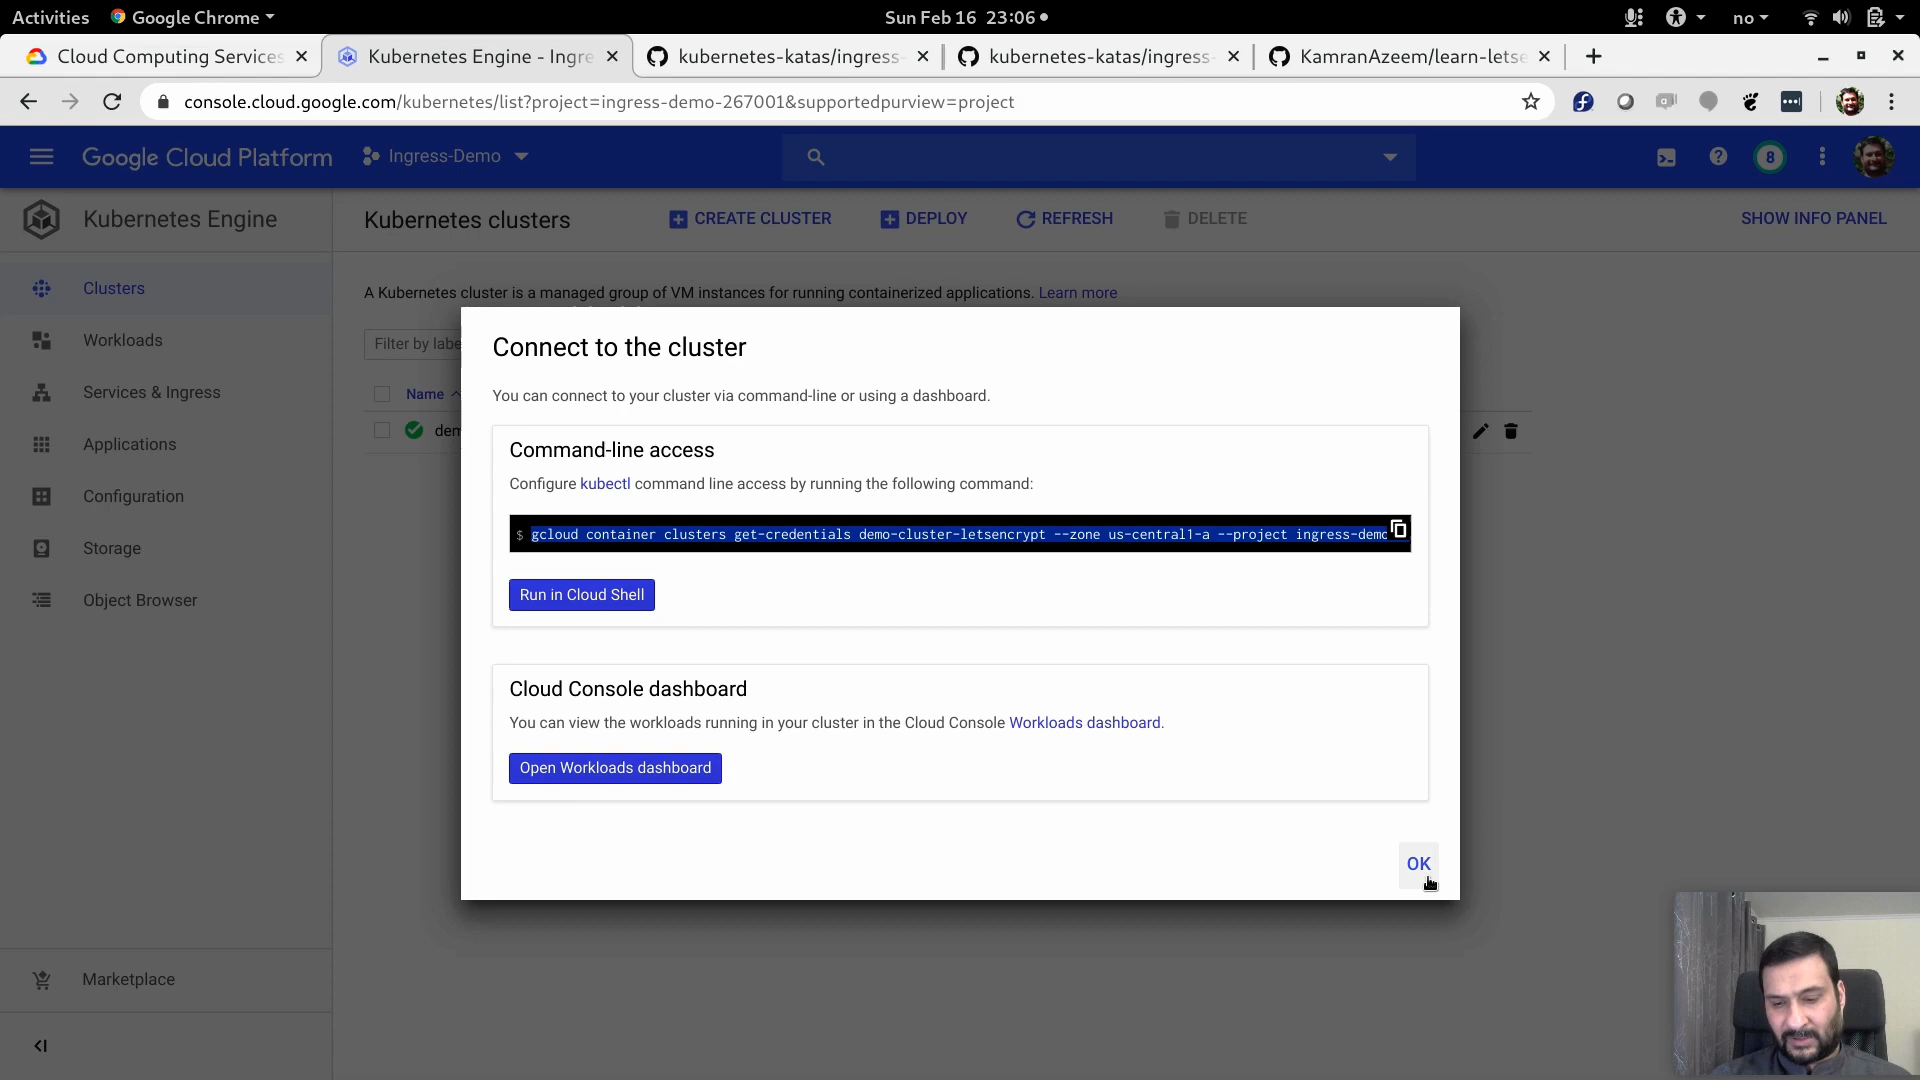 Activities Google Chrome Sun Feb 16 23:06 no
Cloud Computing Services Kubernetes Engine - Ingre kubernetes-katas/ingress- kubernetes-katas/ingress- KamranAzeem/learn-letse
console.cloud.google.com/kubernetes/list?project=ingress-demo-267001&supportedpurview=project
Google Cloud Platform Ingress-Demo 8
Kubernetes Engine Kubernetes clusters CREATE CLUSTER DEPLOY REFRESH DELETE SHOW INFO PANEL
Clusters
Workloads
Services & Ingress
Applications
Configuration
Storage
Object Browser
Marketplace
A Kubernetes cluster is a managed group of VM instances for running containerized applications. Learn more
Filter by labe
Name
dem
Connect to the cluster
You can connect to your cluster via command-line or using a dashboard.
Command-line access
Configure kubectl command line access by running the following command:
$ gcloud container clusters get-credentials demo-cluster-letsencrypt --zone us-central1-a --project ingress-demo
Run in Cloud Shell
Cloud Console dashboard
You can view the workloads running in your cluster in the Cloud Console Workloads dashboard.
Open Workloads dashboard
OK